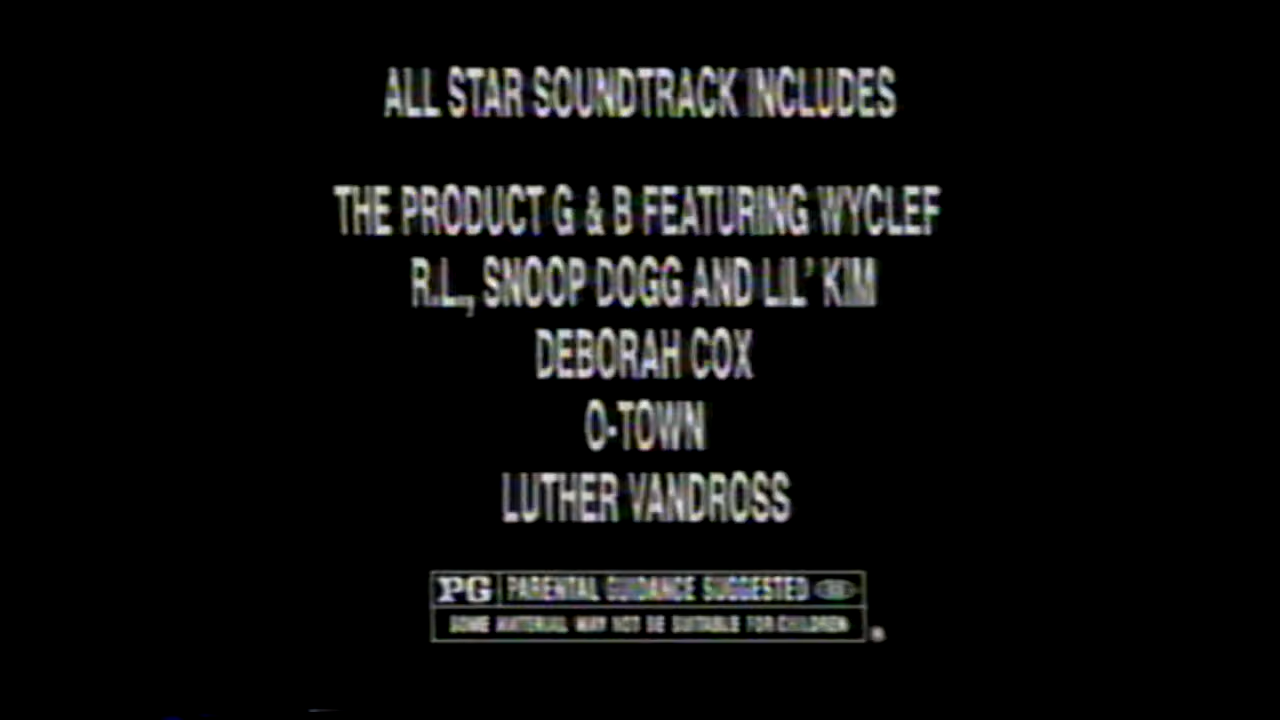 ALL STAR SOUNDTRACK INCLUDES
THE PRODUCT G & B FEATURING WYCLEF
R.L., SNOOP DOGG AND LIL' KIM
DEBORAH COX
O-TOWN
LUTHER VANDROSS
PG PARENTAL GUIDANCE SUGGESTED
SOME MATERIAL MAY NOT BE SUITABLE FOR CHILDREN
®